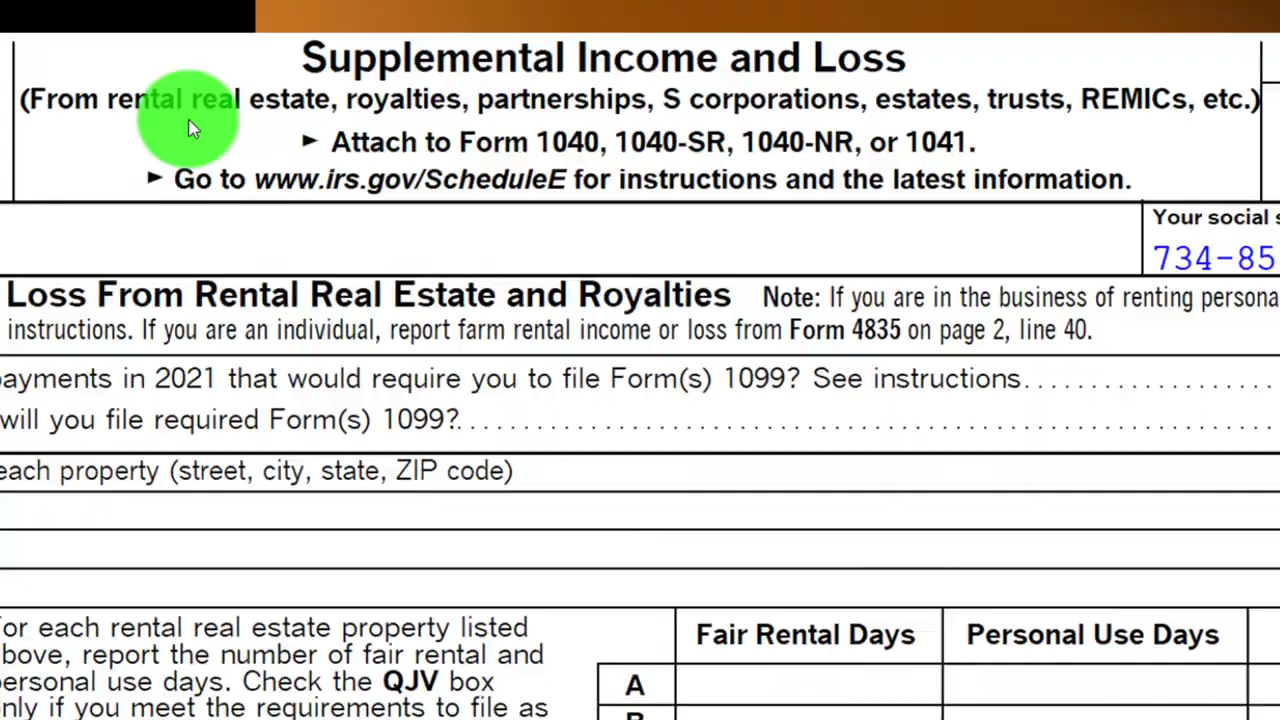 Supplemental Income and Loss
(From rental real estate, royalties, partnerships, S corporations, estates, trusts, REMICs, etc.)
► Attach to Form 1040, 1040-SR, 1040-NR, or 1041.
► Go to www.irs.gov/ScheduleE for instructions and the latest information.
Your social
734-85
Loss From Rental Real Estate and Royalties Note: If you are in the business of renting
instructions. If you are an individual, report farm rental income or loss from Form 4835 on page 2, line 40.
payments in 2021 that would require you to file Form(s) 1099? See instructions
will you file required Form(s) 1099?
each property (street, city, state, ZIP code)
For each rental real estate property listed
above, report the number of fair rental and
personal use days. Check the QJV box
only if you meet the requirements to file as
Fair Rental Days
Personal Use Days
A
B